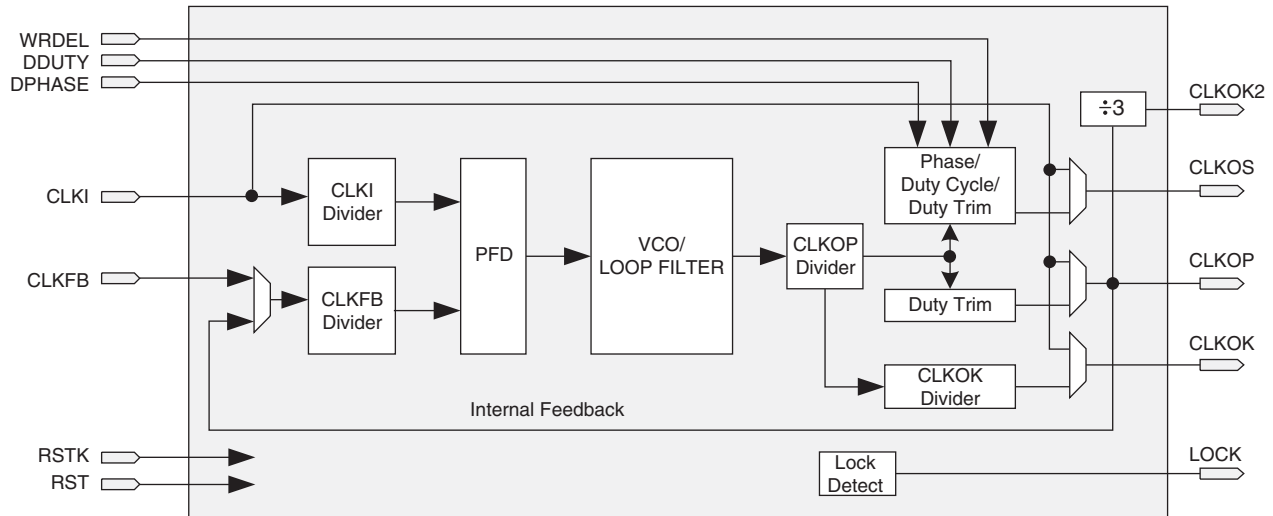 WRDEL
DDUTY
DPHASE
CLKOK2
÷3
Phase/
Duty Cycle/
Duty Trim
CLKI
CLKI
Divider
CLKOS
PFD
VCO/
LOOP FILTER
CLKOP
Divider
CLKFB
CLKFB
Divider
Duty Trim
CLKOP
CLKOK
Divider
CLKOK
Internal Feedback
RSTK
RST
Lock
Detect
LOCK